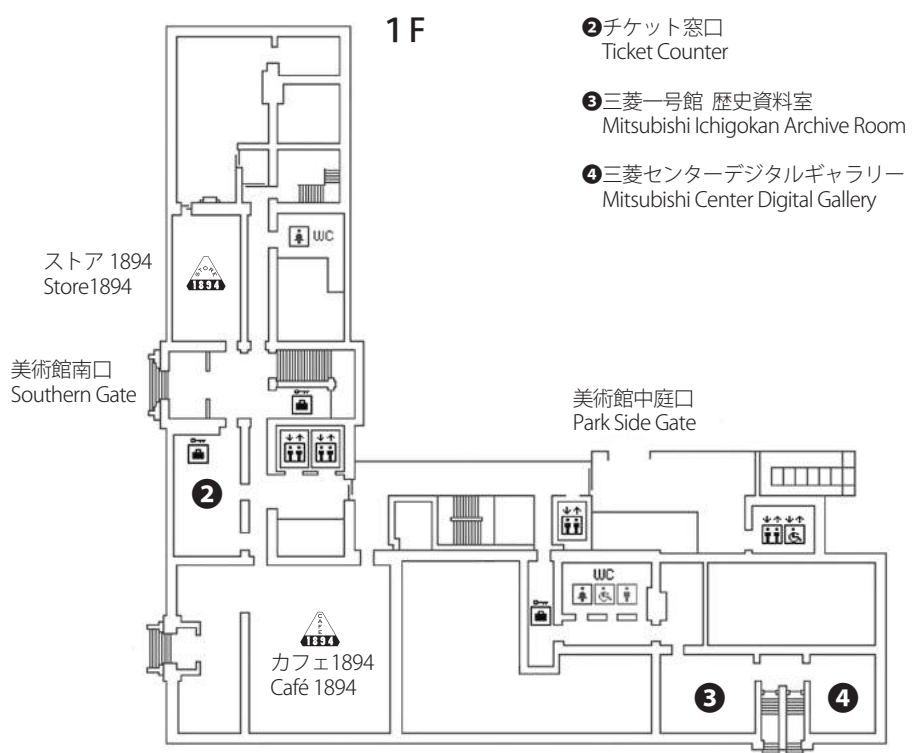 1F
❷チケット窓口
Ticket Counter
❸三菱一号館 歴史資料室
Mitsubishi Ichigokan Archive Room
❹三菱センターデジタルギャラリー
Mitsubishi Center Digital Gallery
WC
ストア 1894
Store1894
STORE
1894
美術館南口
Southern Gate
美術館中庭口
Park Side Gate
❷
WC
CAFE
1894
カフェ1894
Café 1894
❸
❹